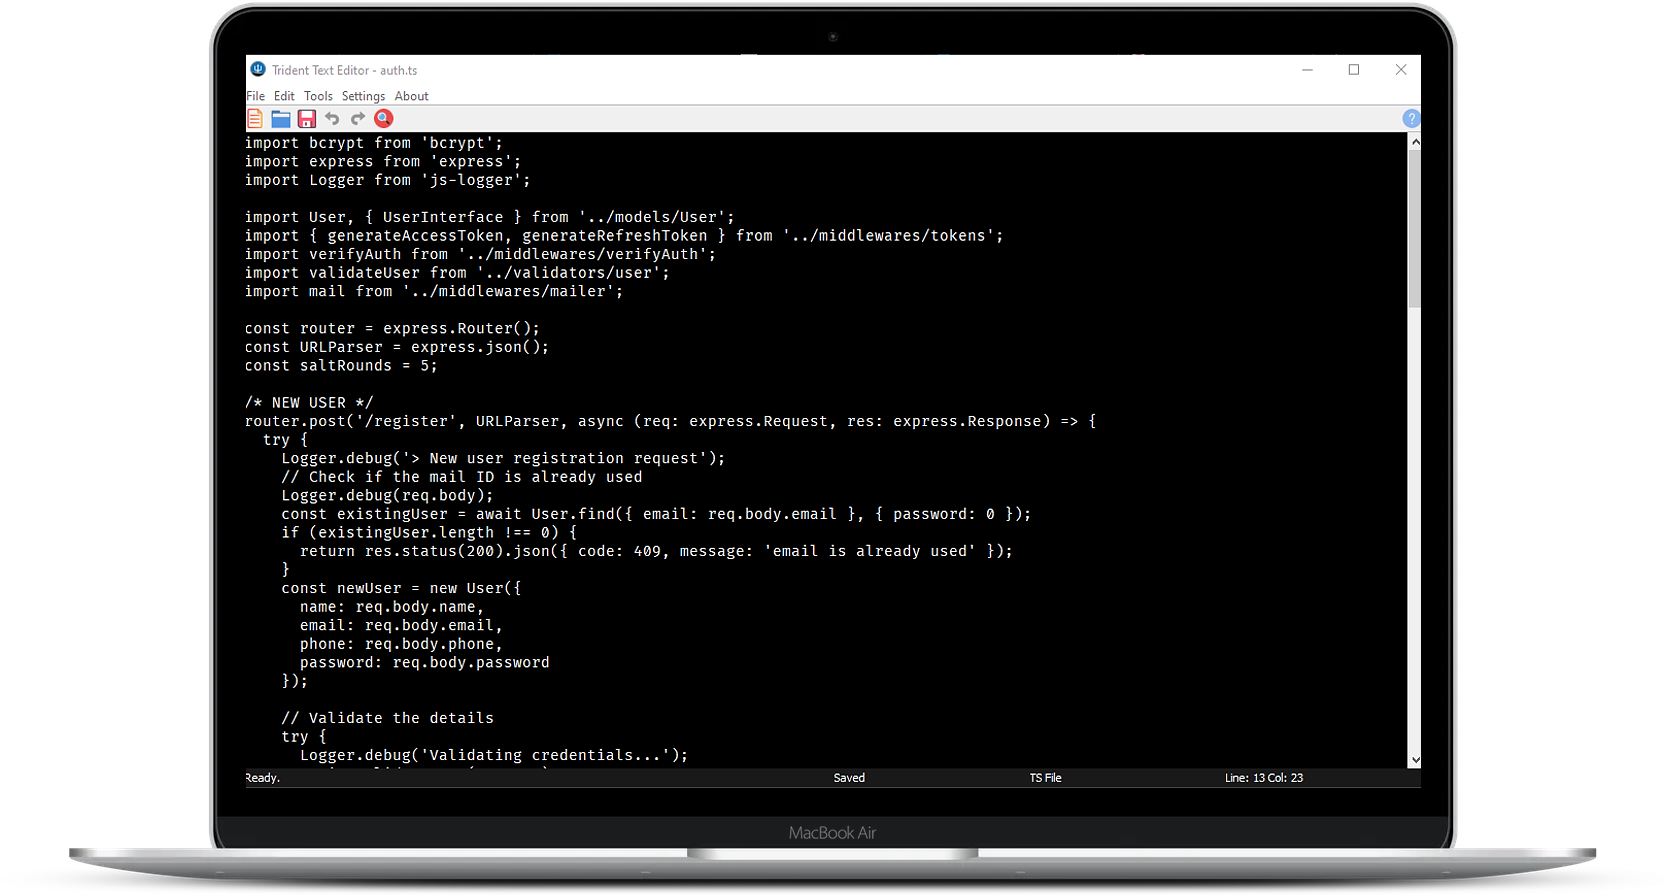 Trident Text Editor - auth.ts
File Edit Tools Settings About
?
import bcrypt from 'bcrypt';
import express from 'express';
import Logger from 'js-logger';
import User, { UserInterface } from '../models/User';
import { generateAccessToken, generateRefreshToken } from '../middlewares/tokens';
import verifyAuth from '../middlewares/verifyAuth';
import validateUser from '../validators/user';
import mail from '../middlewares/mailer';
const router = express.Router();
const URLParser = express.json();
const saltRounds = 5;
/* NEW USER */
router.post('/register', URLParser, async (req: express.Request, res: express.Response) => {
try {
Logger.debug('> New user registration request');
// Check if the mail ID is already used
Logger.debug(req.body);
const existingUser = await User.find({ email: req.body.email }, { password: 0 });
if (existingUser.length !== 0) {
return res.status(200).json({ code: 409, message: 'email is already used' });
}
const newUser = new User({
name: req.body.name,
email: req.body.email,
phone: req.body.phone,
password: req.body.password
});
// Validate the details
try {
Logger.debug('Validating credentials...');
Ready. Saved TS File Line: 13 Col: 23
MacBook Air